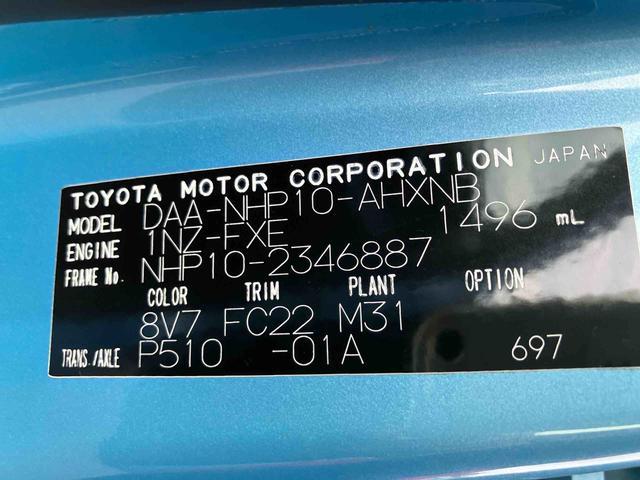 TOYOTA MOTOR CORPORATION JAPAN
MODEL DAA-NHP10-AHXNB
ENGINE 1NZ-FXE 1496 mL
FRAME No. NHP10-2346887
COLOR TRIM PLANT OPTION
8V7 FC22 M31
TRANS./AXLE P510 -01A 697